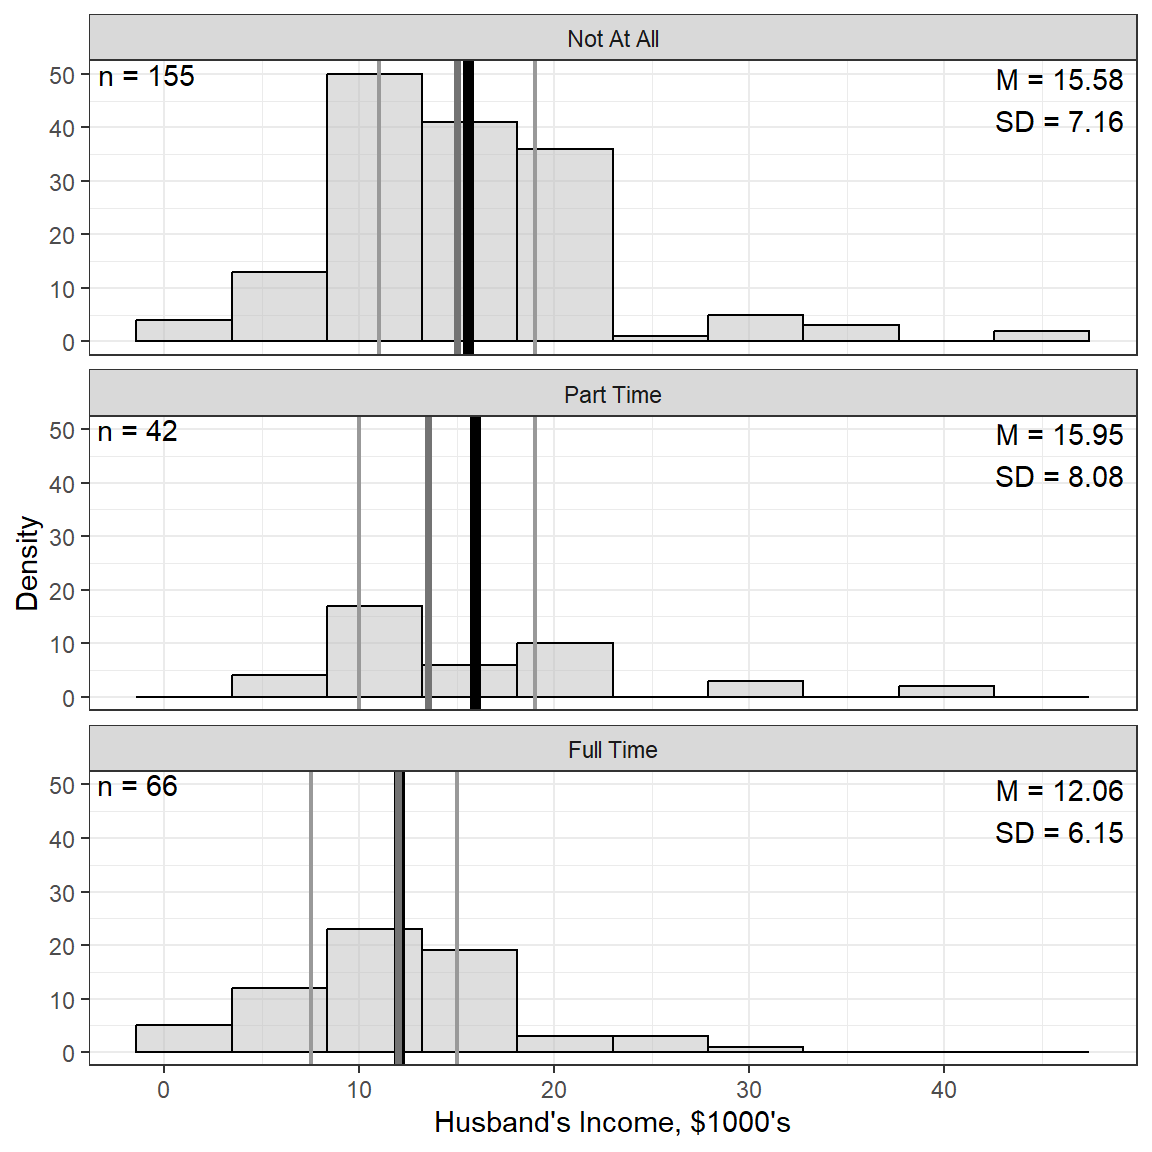 Not At All
n = 155
M = 15.58
SD = 7.16
50
40
30
20
10
0
Part Time
n = 42
M = 15.95
SD = 8.08
50
40
30
20
10
0
Density
Full Time
n = 66
M = 12.06
SD = 6.15
50
40
30
20
10
0
0 10 20 30 40
Husband's Income, $1000's